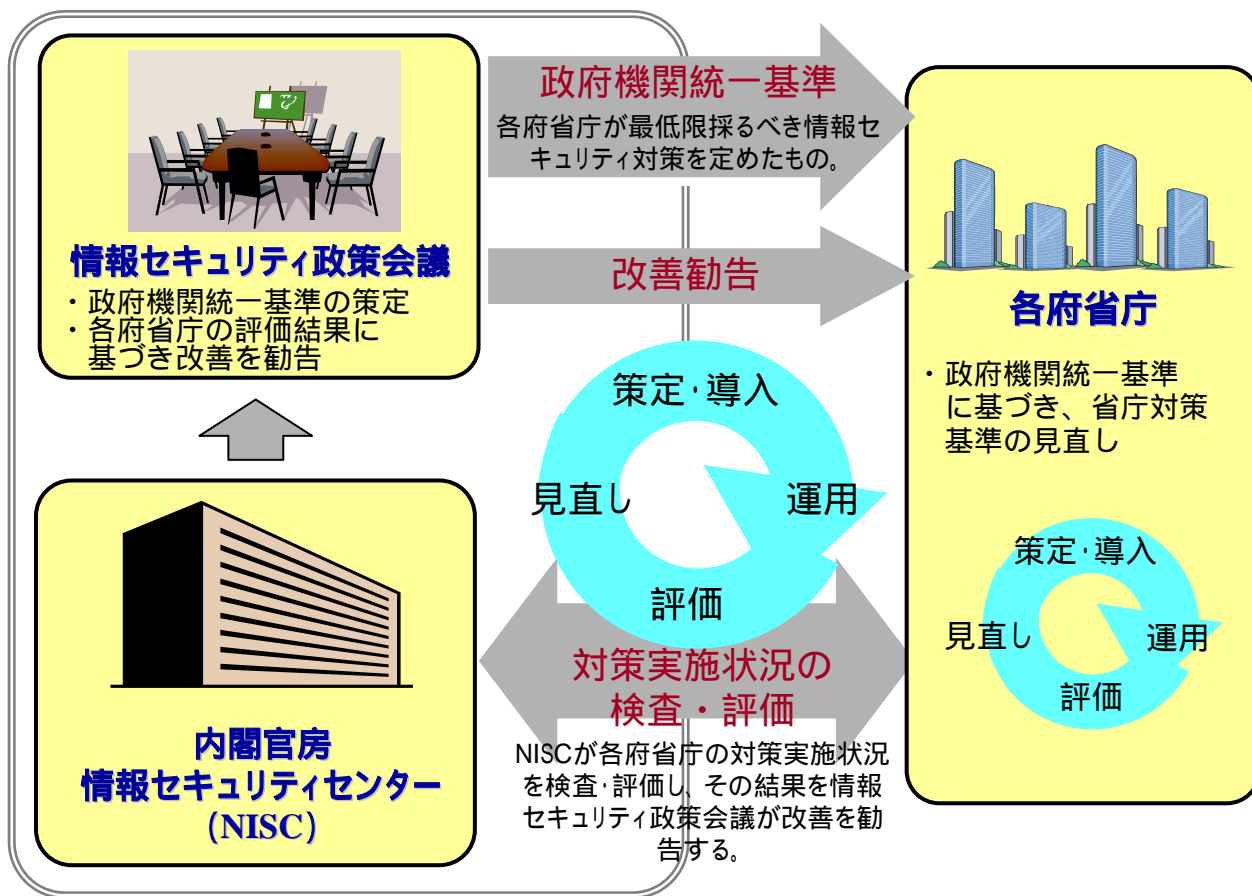 情報セキュリティ政策会議
・政府機関統一基準の策定
・各府省庁の評価結果に
基づき改善を勧告
政府機関統一基準
各府省庁が最低限採るべき情報セ
キュリティ対策を定めたもの。
改善勧告
各府省庁
・政府機関統一基準
に基づき、省庁対策
基準の見直し
策定・導入
見直し
運用
評価
策定・導入
見直し
運用
評価
内閣官房
情報セキュリティセンター
(NISC)
対策実施状況の
検査・評価
NISCが各府省庁の対策実施状況
を検査・評価し、その結果を情報
セキュリティ政策会議が改善を勧
告する。